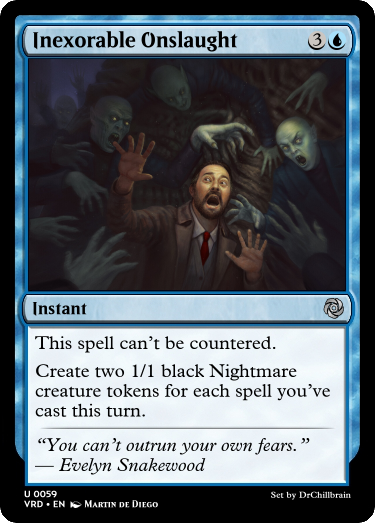 Inexorable Onslaught 3
Instant
This spell can't be countered.
Create two 1/1 black Nightmare
creature tokens for each spell you've
cast this turn.
"You can't outrun your own fears."
— Evelyn Snakewood
U 0059
VRD • EN Martin de Diego
Set by DrChillbrain